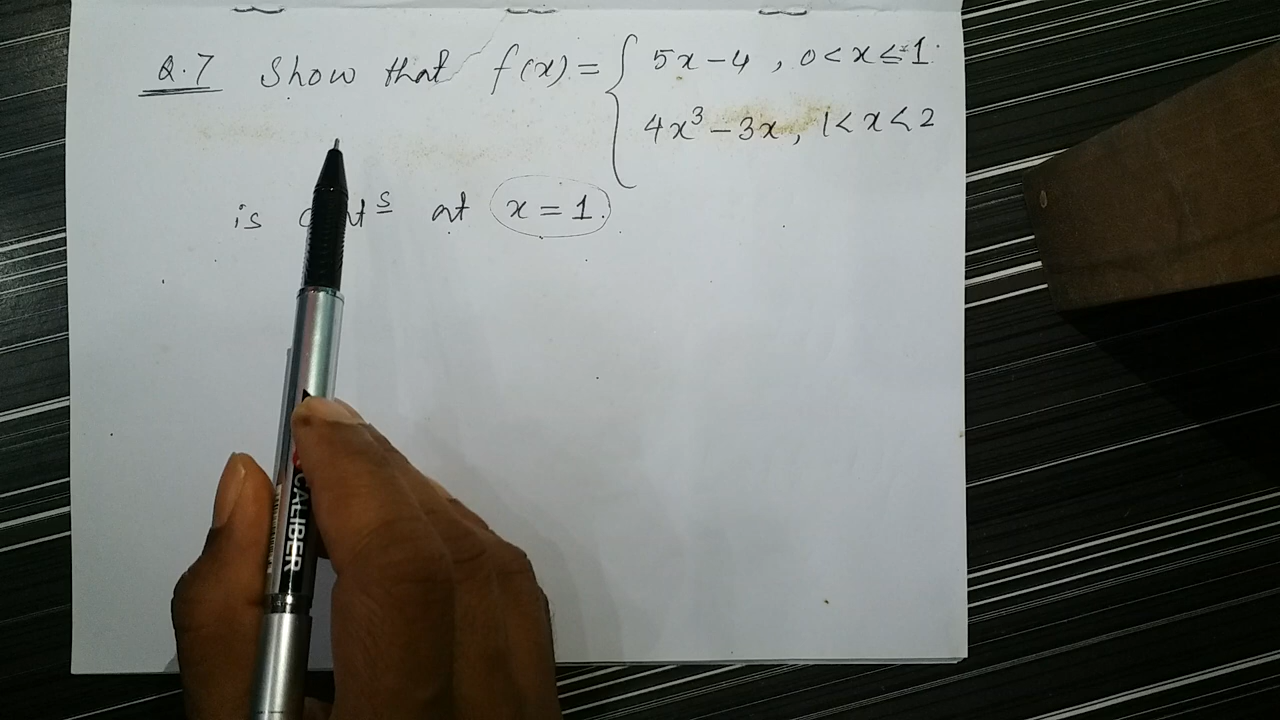 Q.7 Show that f(x) = { 5x-4 , 0<x≤1.
4x³-3x, 1<x<2
is at x=1.
CALIBER